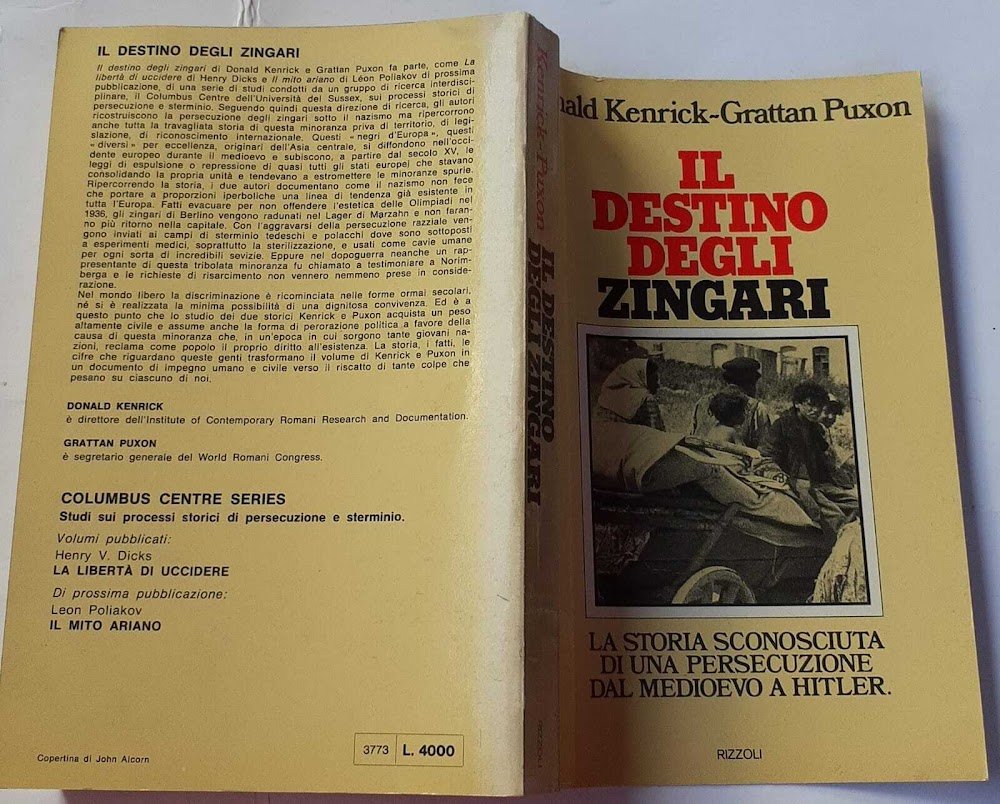 IL DESTINO DEGLI ZINGARI
Il destino degli zingari di Donald Kenrick e Grattan Puxon fa parte, come La
libertà di uccidere di Henry Dicks e Il mito ariano di Léon Poliakov di prossima
pubblicazione, di una serie di studi condotti da un gruppo di ricerca interdisci-
plinare, il Columbus Centre dell'Università del Sussex, sui processi storici di
persecuzione e sterminio. Seguendo quindi questa direzione di ricerca, gli autori
ricostruiscono la persecuzione degli zingari sotto il nazismo ma ripercorrono
anche tutta la travagliata storia di questa minoranza priva di territorio, di legi-
slazione, di riconoscimento internazionale. Questi « negri d'Europa », questi
« diversi » per eccellenza, originari dell'Asia centrale, si diffondono nell'occi-
dente europeo durante il medioevo e subiscono, a partire dal secolo XV, le
leggi di espulsione o repressione di quasi tutti gli stati europei che stavano
consolidando la propria unità e tendevano a estromettere le minoranze spurie.
Ripercorrendo la storia, i due autori documentano come il nazismo non fece
che portare a proporzioni iperboliche una linea di tendenza già esistente in
tutta l'Europa. Fatti evacuare per non offendere l'estetica delle Olimpiadi nel
1936, gli zingari di Berlino vengono radunati nel Lager di Marzahn e non faran-
no più ritorno nella capitale. Con l'aggravarsi della persecuzione razziale ven-
gono inviati ai campi di sterminio tedeschi e polacchi dove sono sottoposti
a esperimenti medici, soprattutto la sterilizzazione, e usati come cavie umane
per ogni sorta di incredibili sevizie. Eppure nel dopoguerra neanche un rap-
presentante di questa tribolata minoranza fu chiamato a testimoniare a Norim-
berga e le richieste di risarcimento non vennero nemmeno prese in conside-
razione.
Nel mondo libero la discriminazione è ricominciata nelle forme ormai secolari,
né si è realizzata la minima possibilità di una dignitosa convivenza. Ed è a
questo punto che lo studio dei due storici Kenrick e Puxon acquista un peso
altamente civile e assume anche la forma di perorazione politica a favore della
causa di questa minoranza che, in un'epoca in cui sorgono tante giovani na-
zioni, reclama come popolo il proprio diritto all'esistenza. La storia, i fatti, le
cifre che riguardano queste genti trasformano il volume di Kenrick e Puxon in
un documento di impegno umano e civile verso il riscatto di tante colpe che
pesano su ciascuno di noi.
DONALD KENRICK
è direttore dell'Institute of Contemporary Romani Research and Documentation.
GRATTAN PUXON
è segretario generale del World Romani Congress.
COLUMBUS CENTRE SERIES
Studi sui processi storici di persecuzione e sterminio.
Volumi pubblicati:
Henry V. Dicks
LA LIBERTÀ DI UCCIDERE
Di prossima pubblicazione:
Leon Poliakov
IL MITO ARIANO
Copertina di John Alcorn
3773 L. 4000
Kenrick-Puxon IL DESTINO
DEGLI ZINGARI
RIZZOLI
nald Kenrick-Grattan Puxon
IL
DESTINO
DEGLI
ZINGARI
LA STORIA SCONOSCIUTA
DI UNA PERSECUZIONE
DAL MEDIOEVO A HITLER.
RIZZOLI